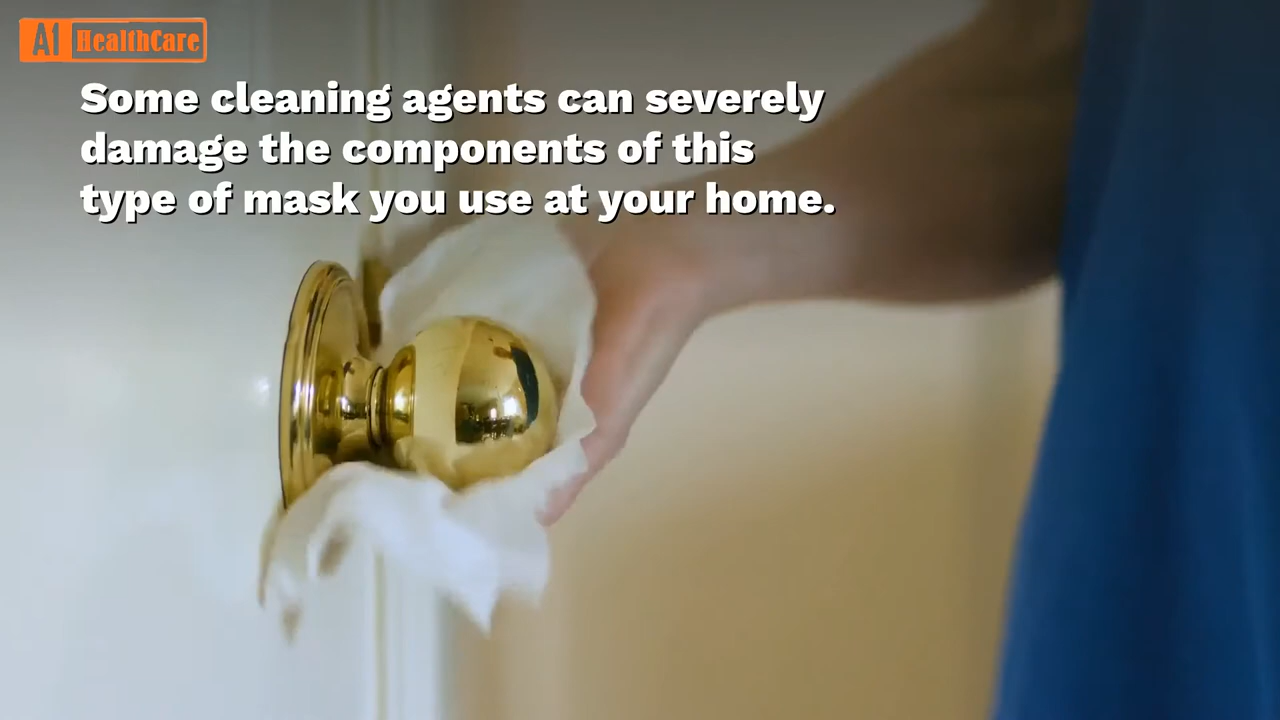 A1 HealthCare
Some cleaning agents can severely
damage the components of this
type of mask you use at your home.